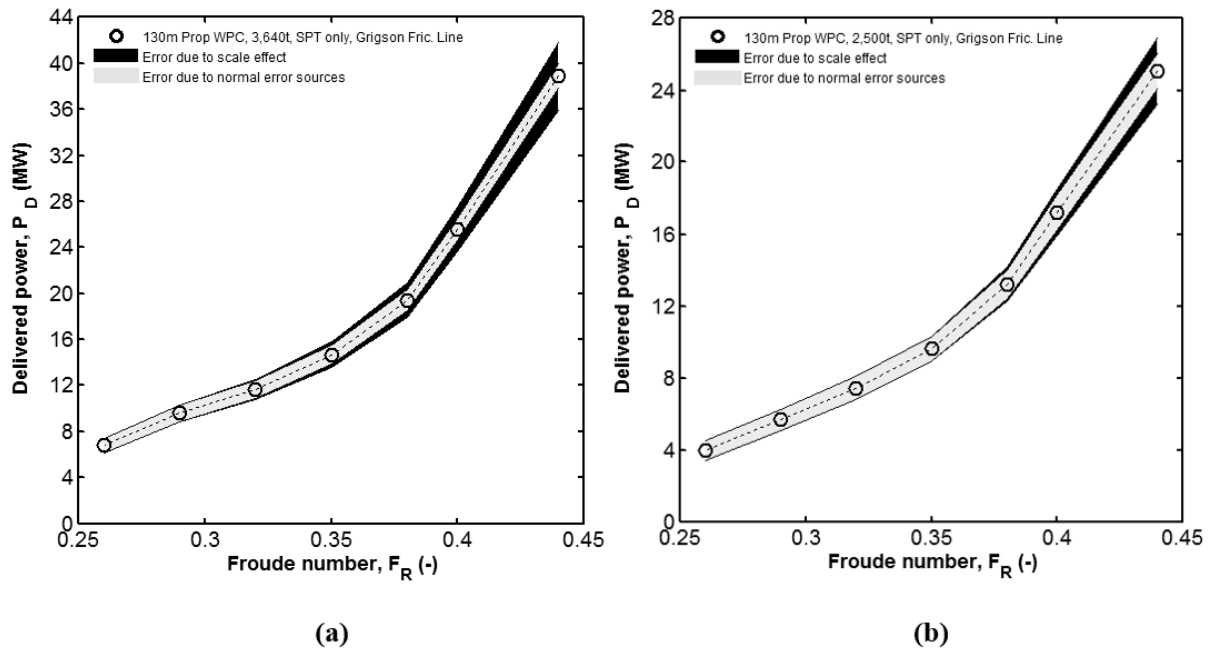 44
40
36
32
28
24
20
16
12
8
4
0
Delivered power, P D (MW)
130m Prop WPC, 3,640t, SPT only, Grigson Fric. Line
Error due to scale effect
Error due to normal error sources
0.25 0.3 0.35 0.4 0.45
Froude number, F R (-)
(a)
28
24
20
16
12
8
4
0
Delivered power, P D (MW)
130m Prop WPC, 2,500t, SPT only, Grigson Fric. Line
Error due to scale effect
Error due to normal error sources
0.25 0.3 0.35 0.4 0.45
Froude number, F R (-)
(b)